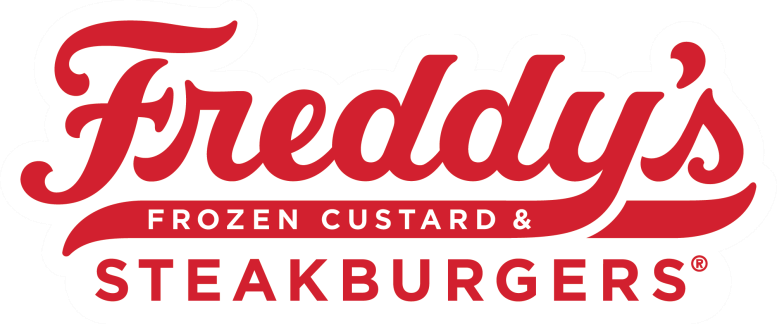 Freddy's
FROZEN CUSTARD &
STEAKBURGERS®